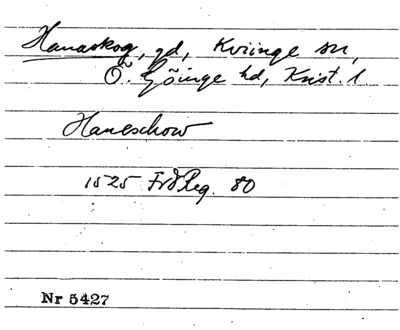 Hanaskog, gd, Kviinge sn,
Ö. Göinge hd, Krist. l
Haneschow
1525 FrdReg. 80
Nr 5427